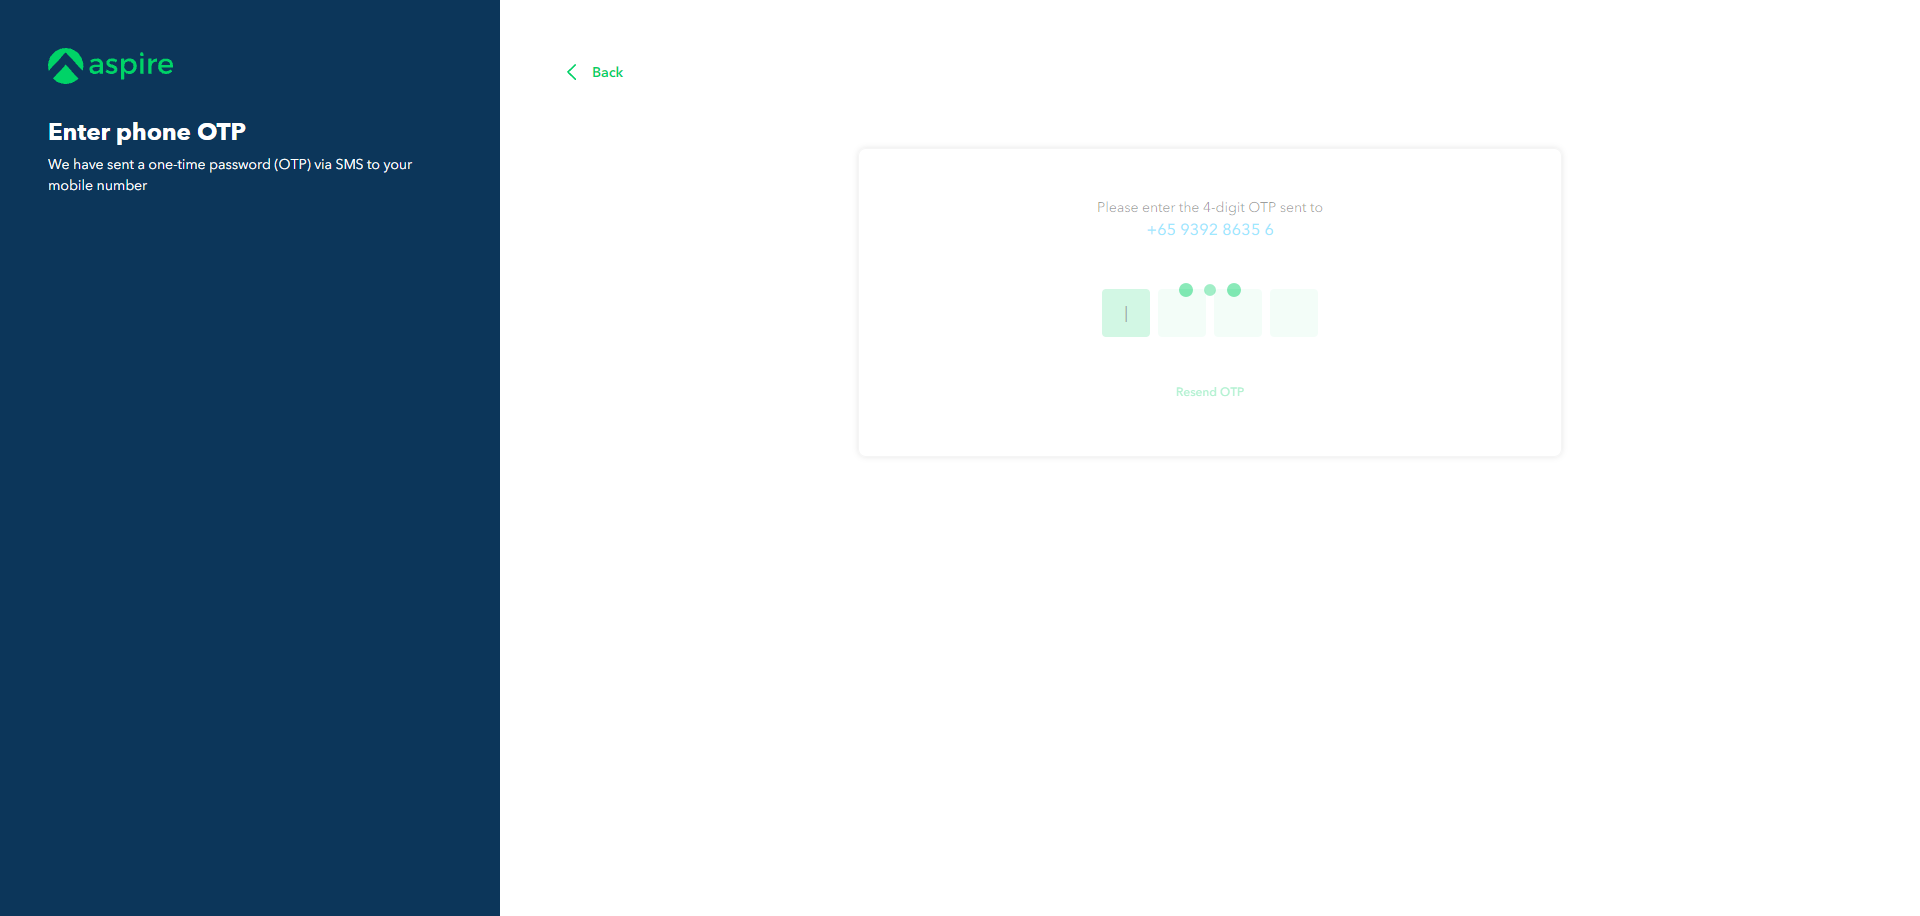 aspire
Enter phone OTP
We have sent a one-time password (OTP) via SMS to your
mobile number
Back
Please enter the 4-digit OTP sent to
+65 9392 8635 6
Resend OTP